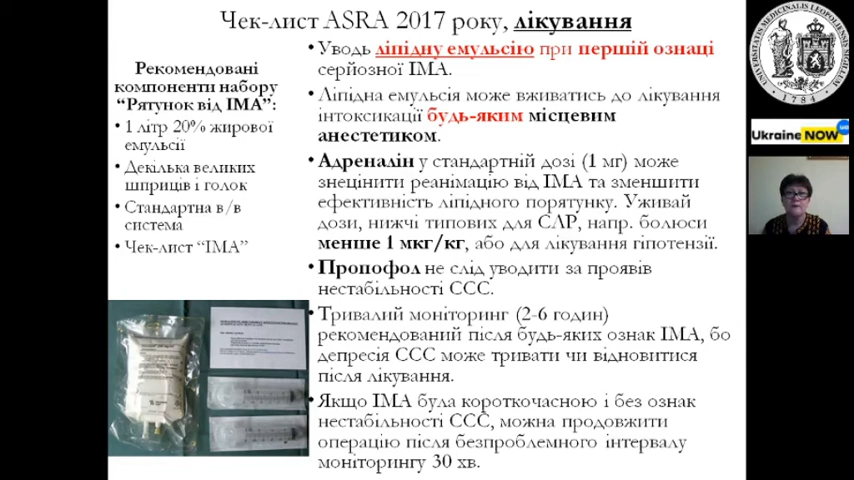 Чек-лист ASRA 2017 року, лікування
Рекомендовані
компоненти набору
“Рятунок від ІМА”:
• 1 літр 20% жирової
емульсії
• Декілька великих
шприців і голок
• Стандартна в/в
система
• Чек-лист “ІМА”
• Уводь ліпідну емульсію при першій ознаці
серйозної ІМА.
• Ліпідна емульсія може вживатись до лікування
інтоксикації будь-яким місцевим
анестетиком.
• Адреналін у стандартній дозі (1 мг) може
знецінити реанімацію від ІМА та зменшити
ефективність ліпідного порятунку. Уживай
дози, нижчі типових для СЛР, напр. болюси
менше 1 мкг/кг, або для лікування гіпотензії.
• Пропофол не слід уводити за проявів
нестабільності ССС.
• Тривалий моніторинг (2-6 годин)
рекомендований після будь-яких ознак ІМА, бо
депресія ССС може тривати чи відновитися
після лікування.
• Якщо ІМА була короткочасною і без ознак
нестабільності ССС, можна продовжити
операцію після безпроблемного інтервалу
моніторингу 30 хв.
UNIVERSITATIS MEDICINALIS LEOPOLIENSIS SIGILLUM
1784
Ukraine NOW